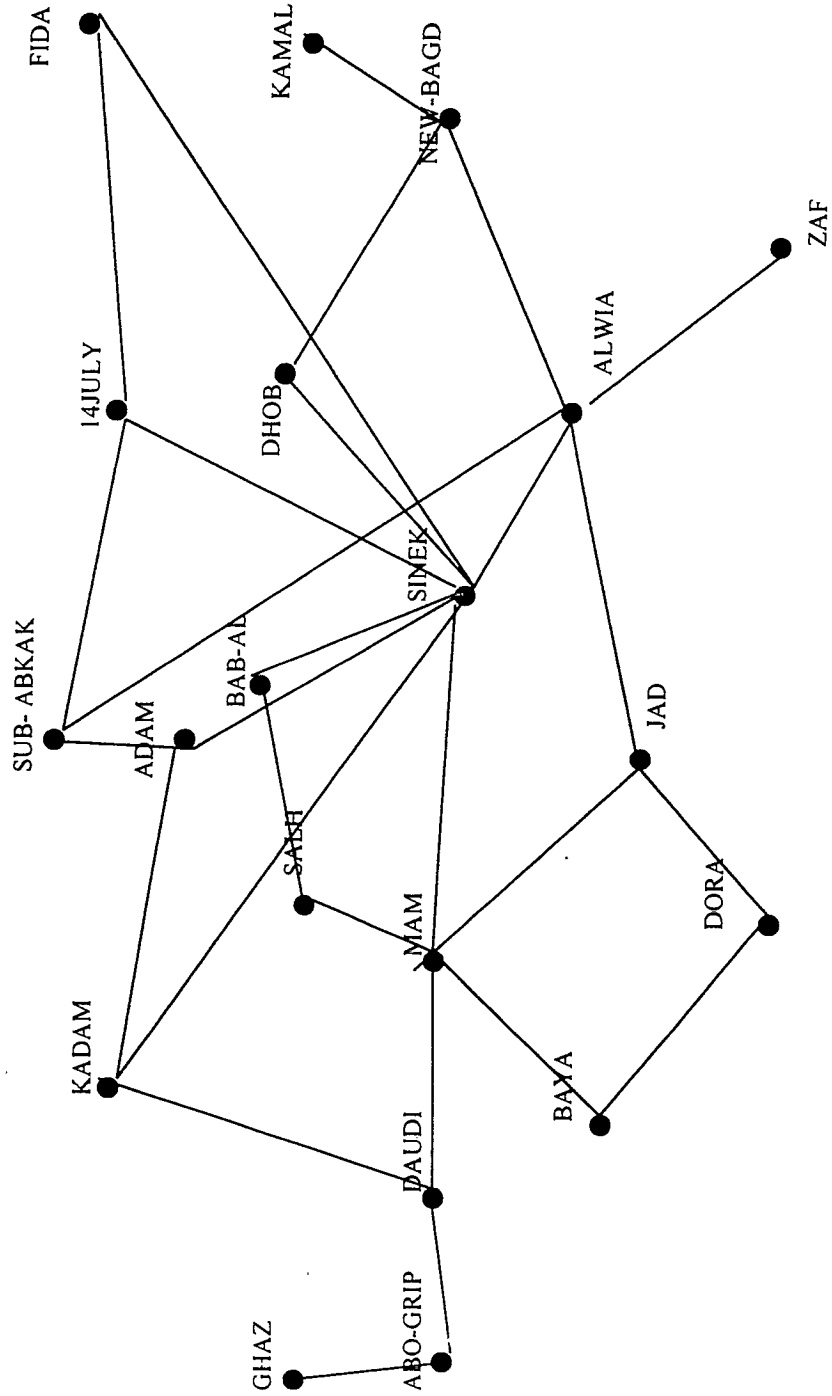 FIDA
KAMAL
NEW-BAGD
ZAF
14JULY
DHOB
ALWIA
SINEK
SUB- ABKAK
ADAM
BAB-AL
JAD
SALH
MAM
DORA
KADAM
BAYA
DAUDI
GHAZ
ABO-GRIP